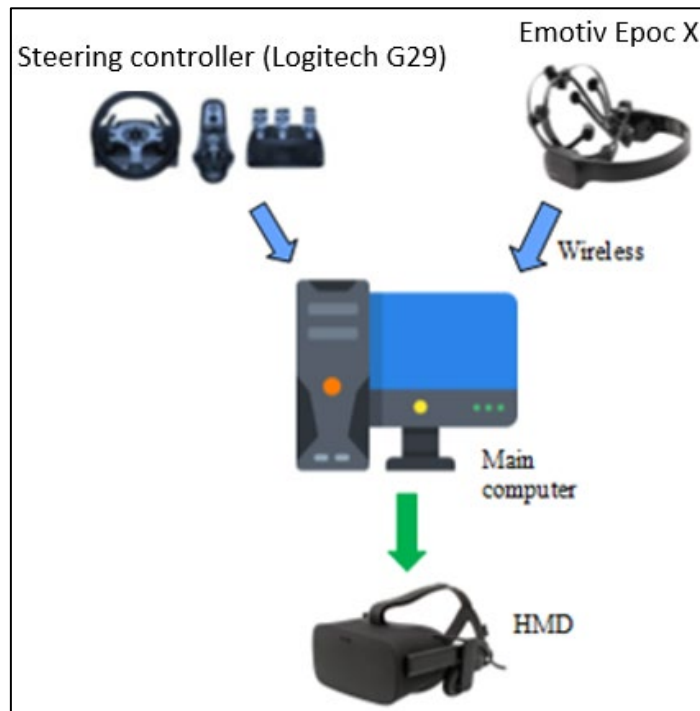 Emotiv Epoc X
Steering controller (Logitech G29)
Wireless
Main
computer
HMD